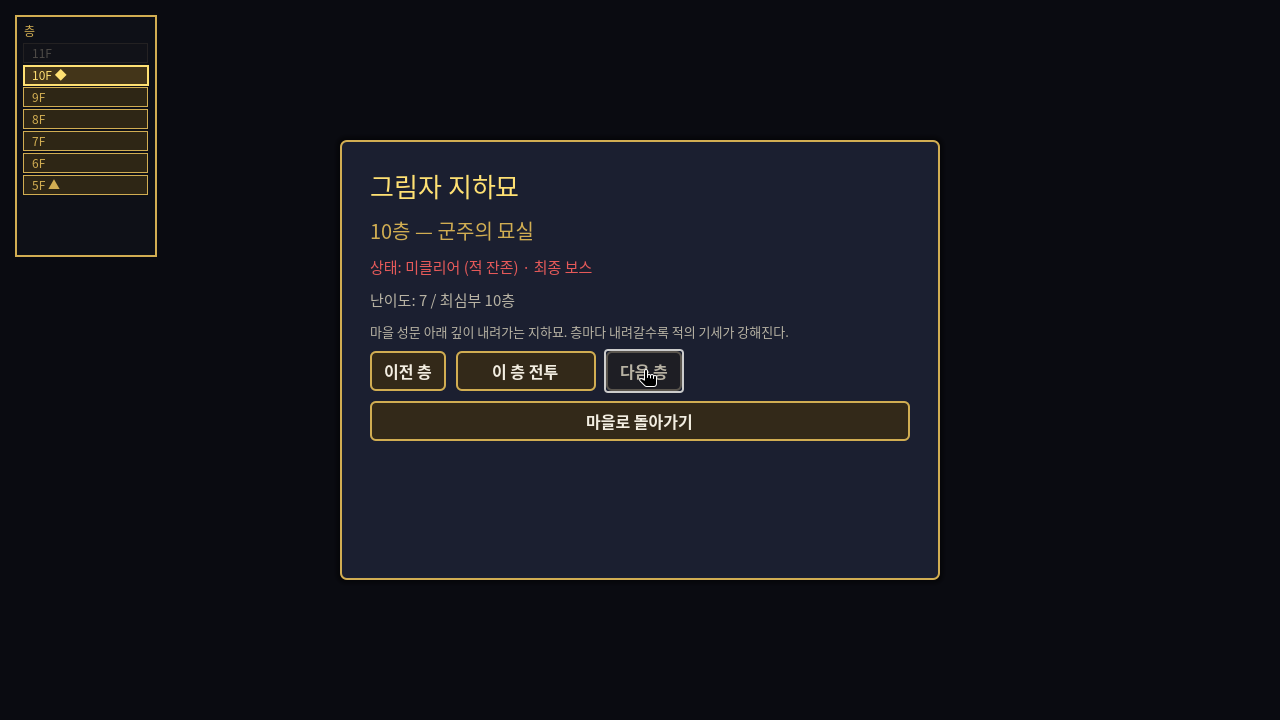 층
11F
10F ◆
9F
8F
7F
6F
5F ▲
그림자 지하묘
10층 — 군주의 묘실
상태: 미클리어 (적 잔존) · 최종 보스
난이도: 7 / 최심부 10층
마을 성문 아래 깊이 내려가는 지하묘. 층마다 내려갈수록 적의 기세가 강해진다.
이전 층 이 층 전투 다음 층
마을로 돌아가기